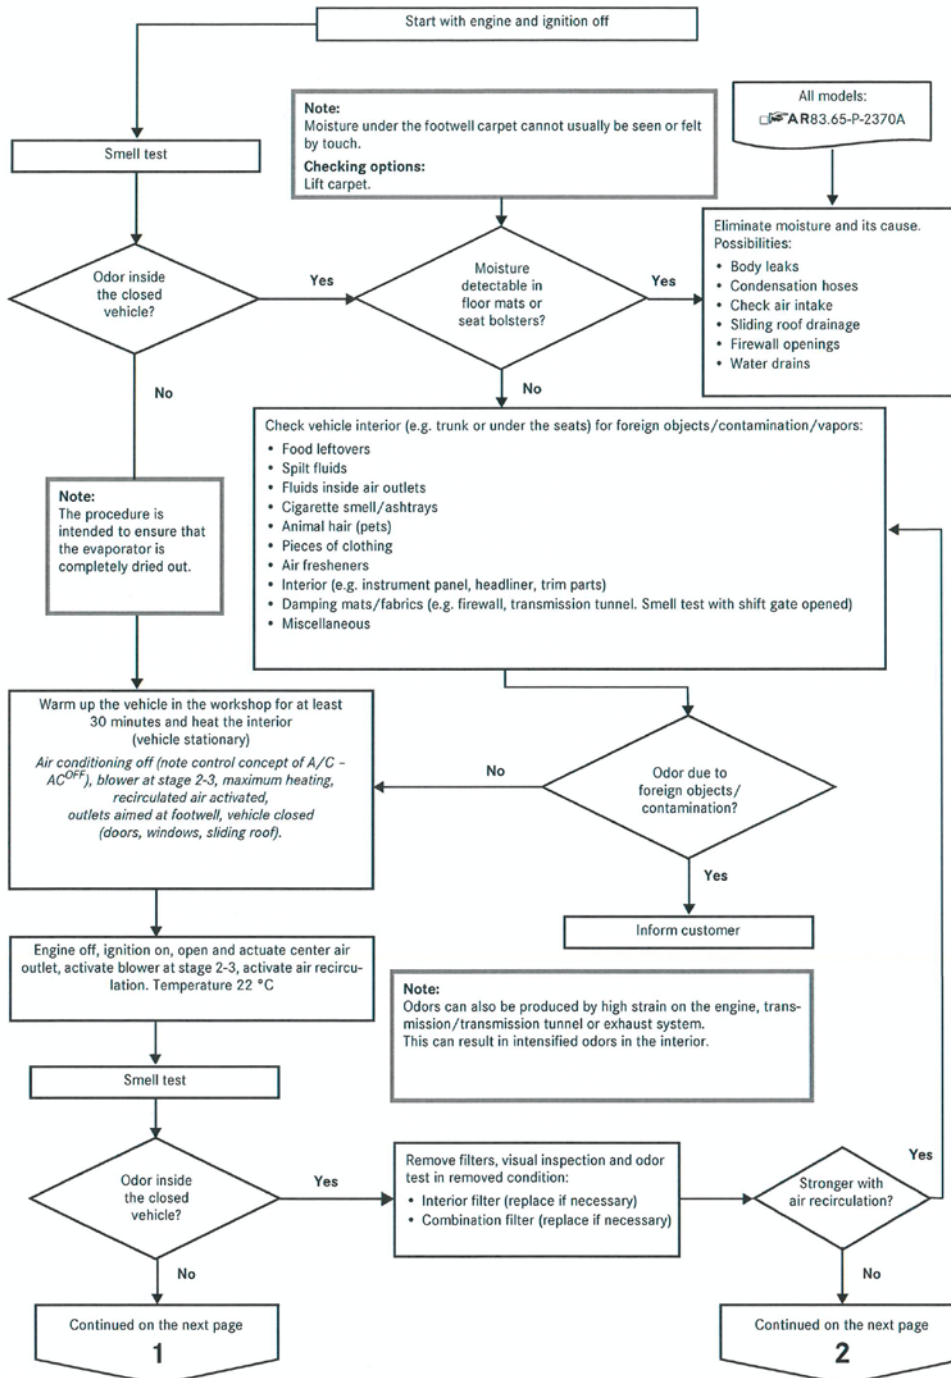 Start with engine and ignition off
Note:
Moisture under the footwell carpet cannot usually be seen or felt
by touch.
Checking options:
Lift carpet.
All models:
AR83.65-P-2370A
Smell test
Odor inside
the closed
vehicle?
Yes
Moisture
detectable in
floor mats or
seat bolsters?
Yes
Eliminate moisture and its cause.
Possibilities:
• Body leaks
• Condensation hoses
• Check air intake
• Sliding roof drainage
• Firewall openings
• Water drains
No
No
Note:
The procedure is
intended to ensure that
the evaporator is
completely dried out.
Check vehicle interior (e.g. trunk or under the seats) for foreign objects/contamination/vapors:
• Food leftovers
• Spilt fluids
• Fluids inside air outlets
• Cigarette smell/ashtrays
• Animal hair (pets)
• Pieces of clothing
• Air fresheners
• Interior (e.g. instrument panel, headliner, trim parts)
• Damping mats/fabrics (e.g. firewall, transmission tunnel. Smell test with shift gate opened)
• Miscellaneous
Warm up the vehicle in the workshop for at least
30 minutes and heat the interior
(vehicle stationary)
Air conditioning off (note control concept of A/C –
ACOFF), blower at stage 2-3, maximum heating,
recirculated air activated,
outlets aimed at footwell, vehicle closed
(doors, windows, sliding roof).
No
Odor due to
foreign objects/
contamination?
Yes
Inform customer
Engine off, ignition on, open and actuate center air
outlet, activate blower at stage 2-3, activate air recircu-
lation. Temperature 22 °C
Note:
Odors can also be produced by high strain on the engine, trans-
mission/transmission tunnel or exhaust system.
This can result in intensified odors in the interior.
Smell test
Odor inside
the closed
vehicle?
Yes
Remove filters, visual inspection and odor
test in removed condition:
• Interior filter (replace if necessary)
• Combination filter (replace if necessary)
Stronger with
air recirculation?
Yes
No
No
Continued on the next page
1
Continued on the next page
2